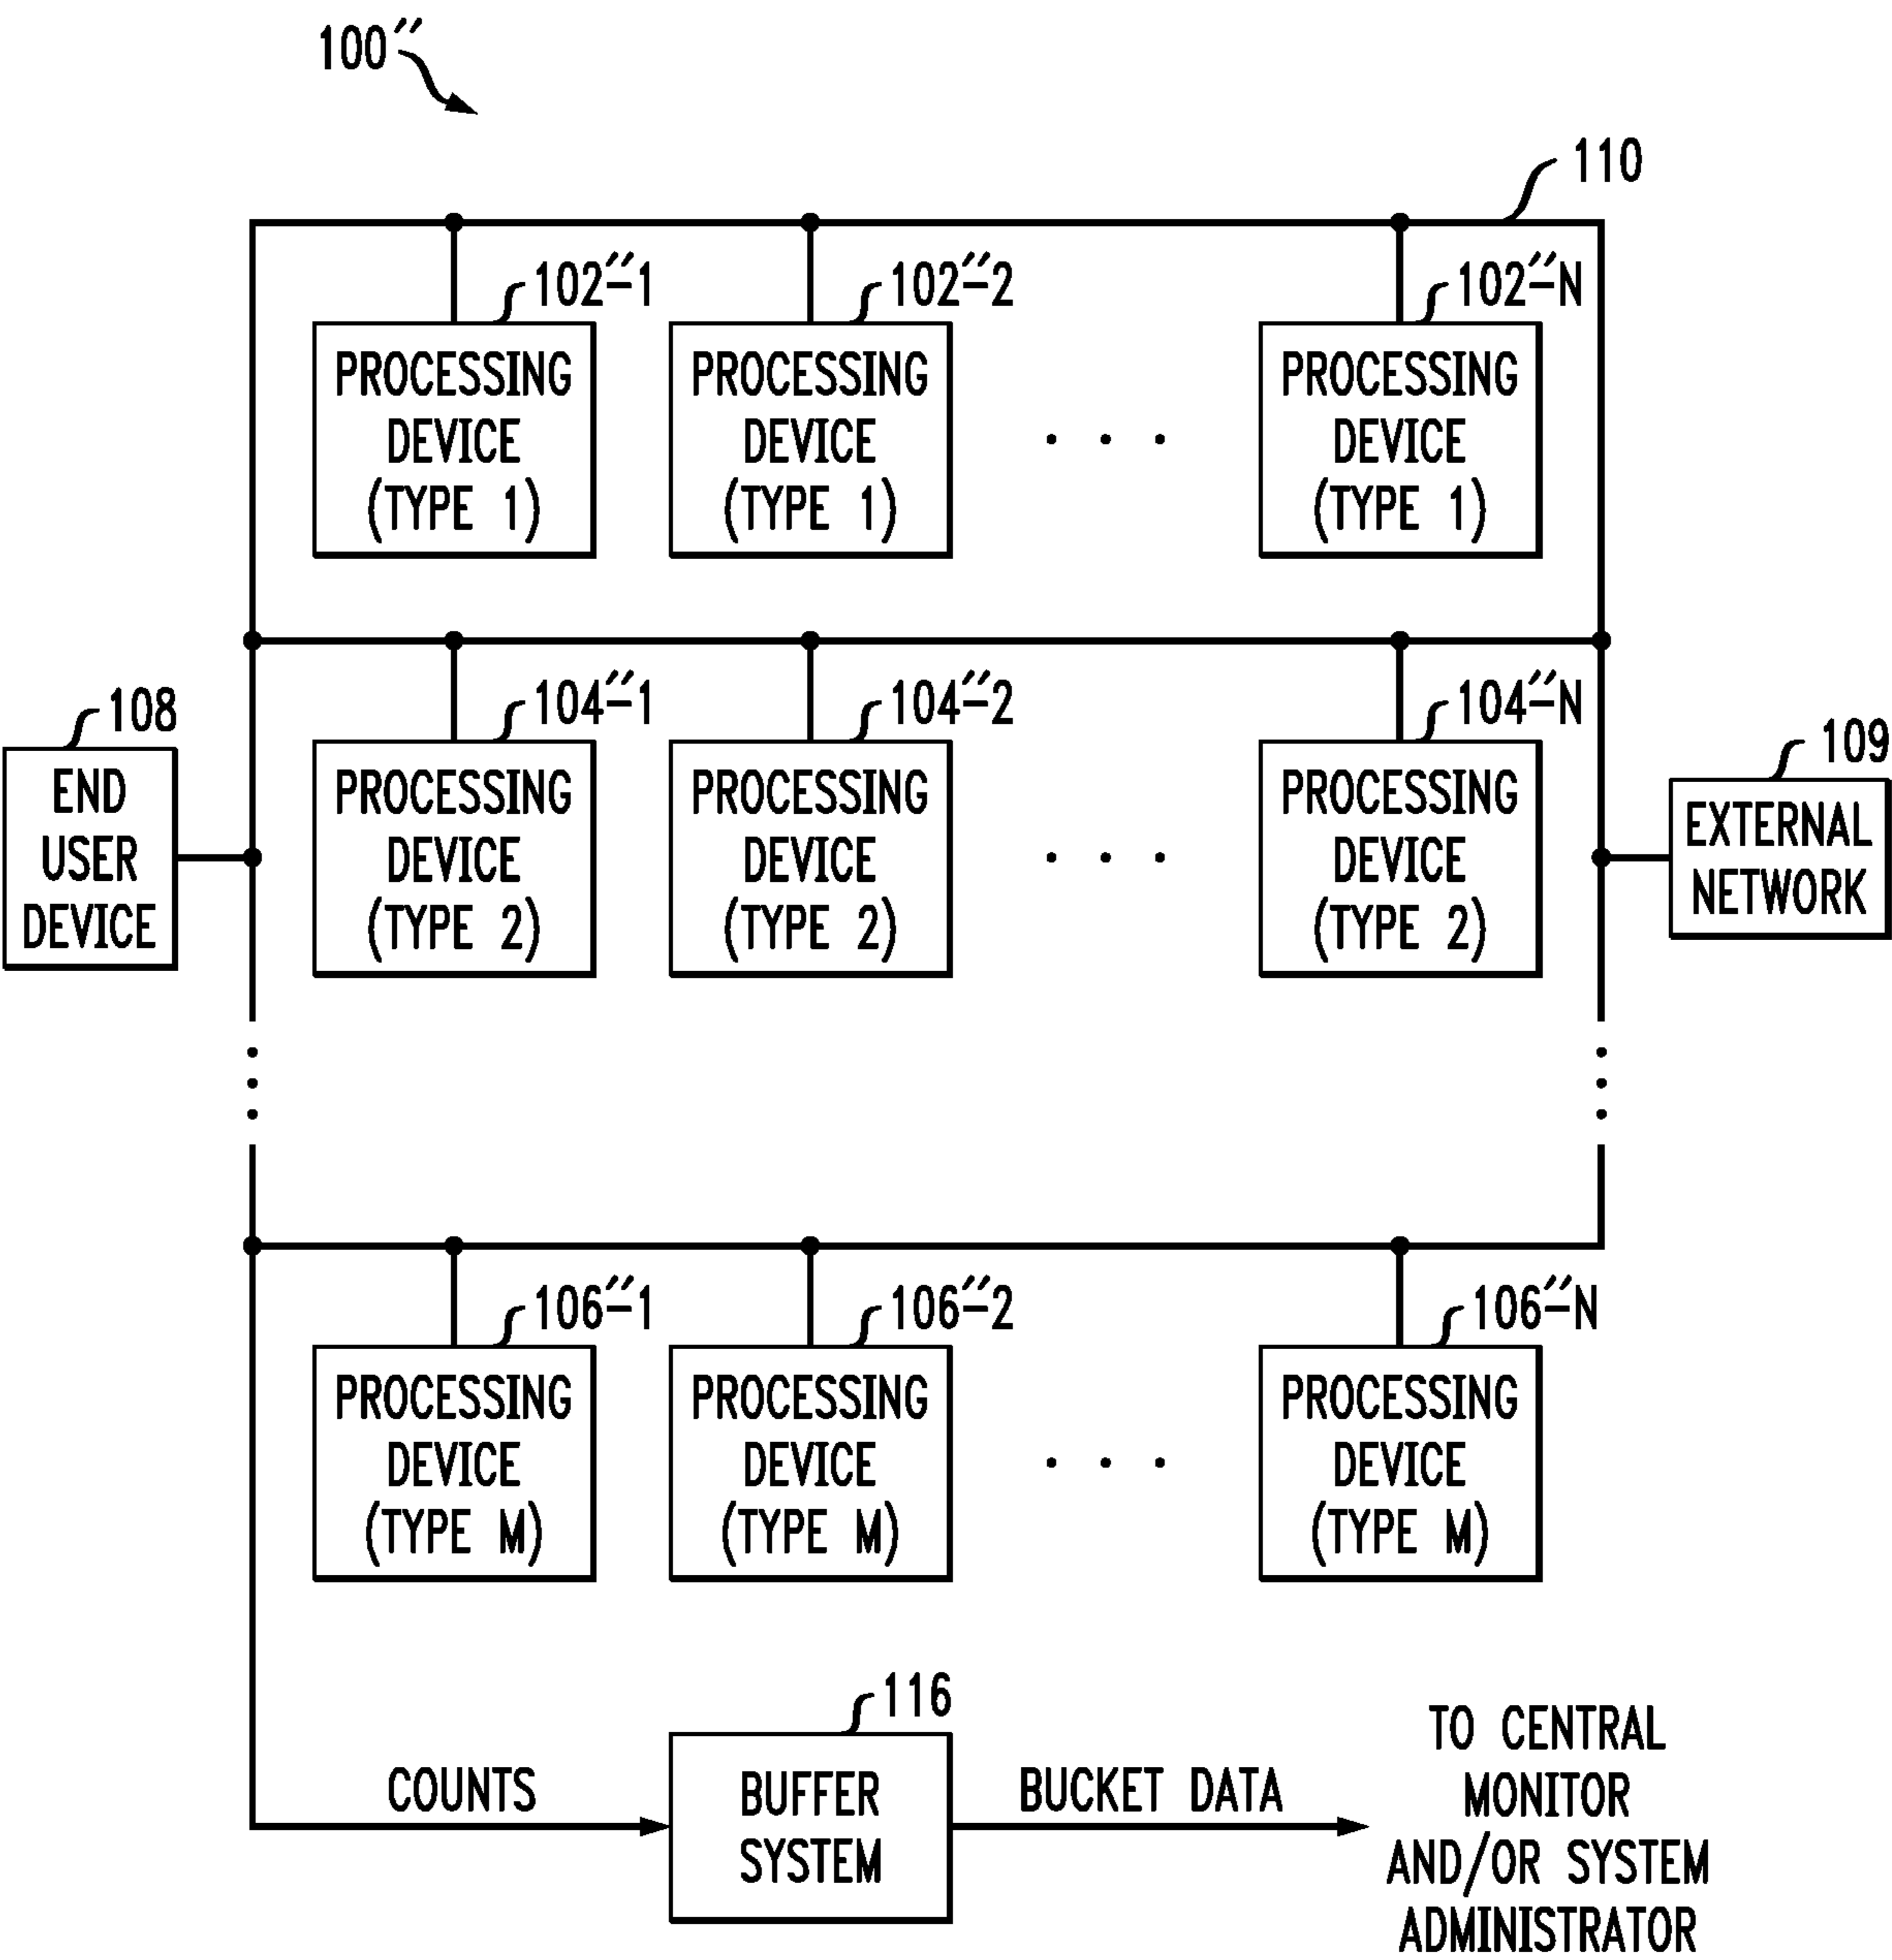 100″
110
102″-1
102″-2
102″-N
PROCESSING
DEVICE
(TYPE 1)
PROCESSING
DEVICE
(TYPE 1)
. . .
PROCESSING
DEVICE
(TYPE 1)
104″-1
104″-2
104″-N
108
END
USER
DEVICE
PROCESSING
DEVICE
(TYPE 2)
PROCESSING
DEVICE
(TYPE 2)
. . .
PROCESSING
DEVICE
(TYPE 2)
109
EXTERNAL
NETWORK
106″-1
106″-2
106″-N
PROCESSING
DEVICE
(TYPE M)
PROCESSING
DEVICE
(TYPE M)
. . .
PROCESSING
DEVICE
(TYPE M)
116
COUNTS
BUFFER
SYSTEM
BUCKET DATA
TO CENTRAL
MONITOR
AND/OR SYSTEM
ADMINISTRATOR